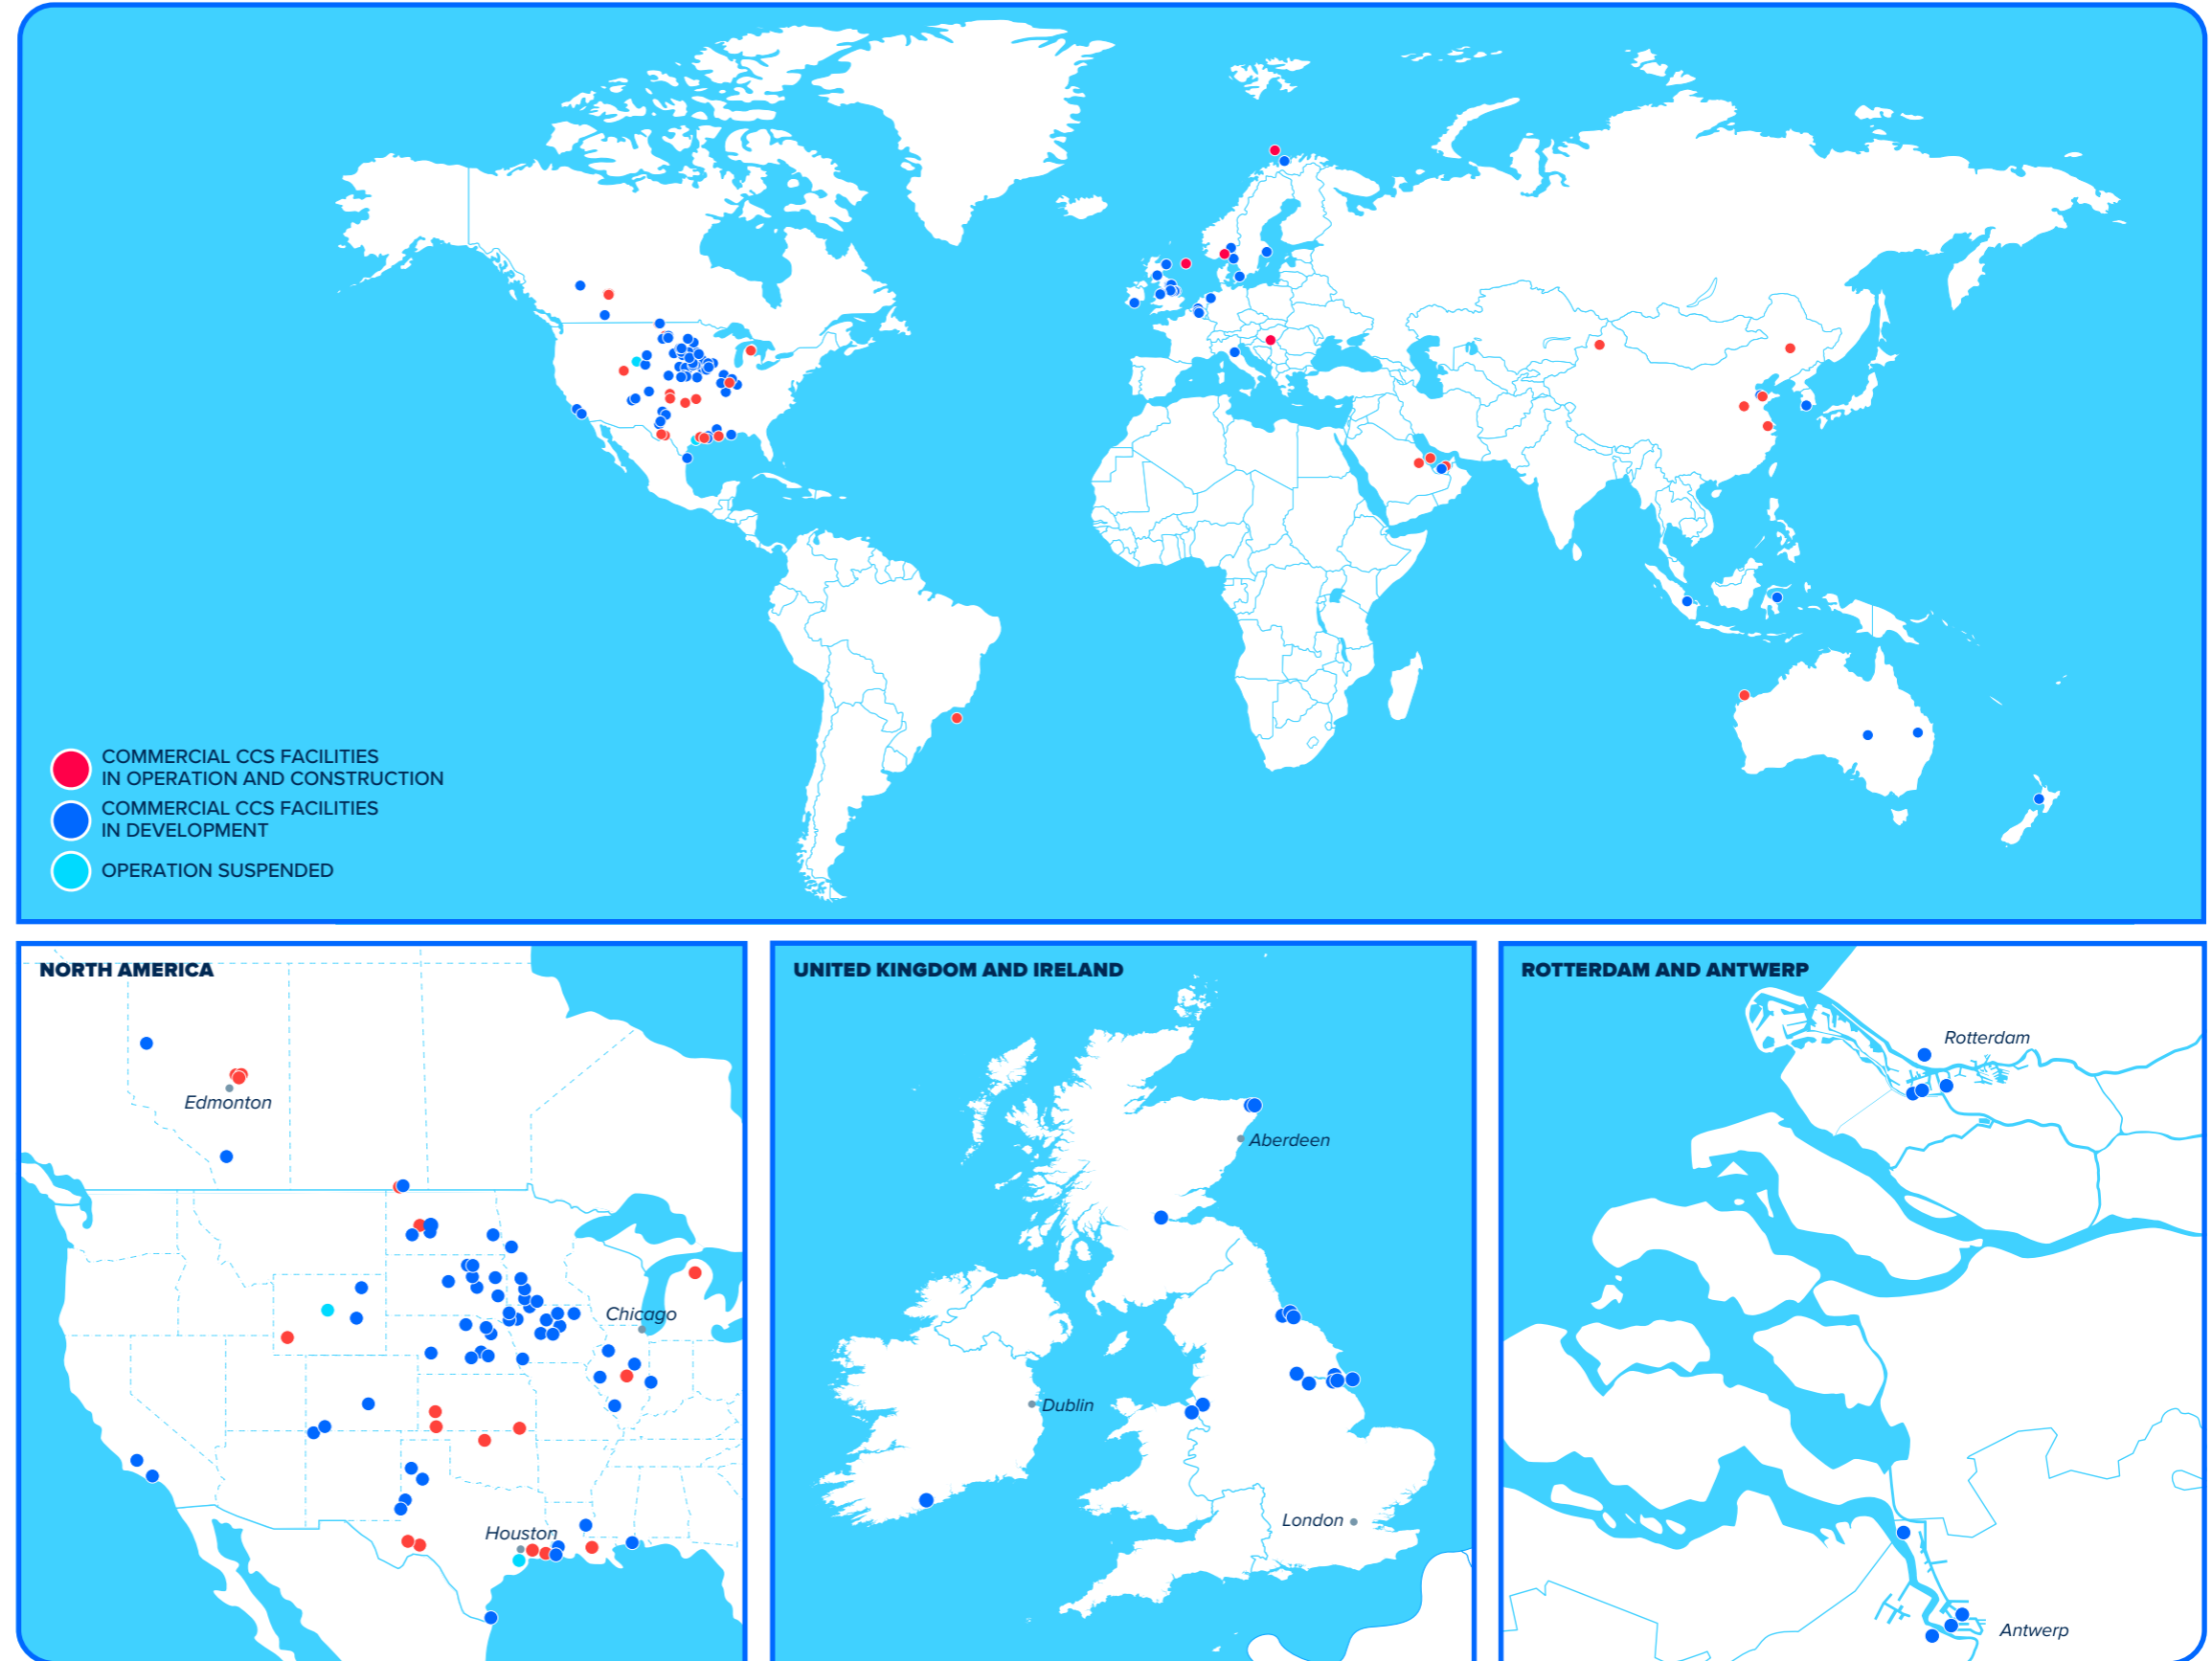 COMMERCIAL CCS FACILITIES
IN OPERATION AND CONSTRUCTION
COMMERCIAL CCS FACILITIES
IN DEVELOPMENT
OPERATION SUSPENDED
NORTH AMERICA
Edmonton
Chicago
Houston
UNITED KINGDOM AND IRELAND
Aberdeen
Dublin
London
ROTTERDAM AND ANTWERP
Rotterdam
Antwerp